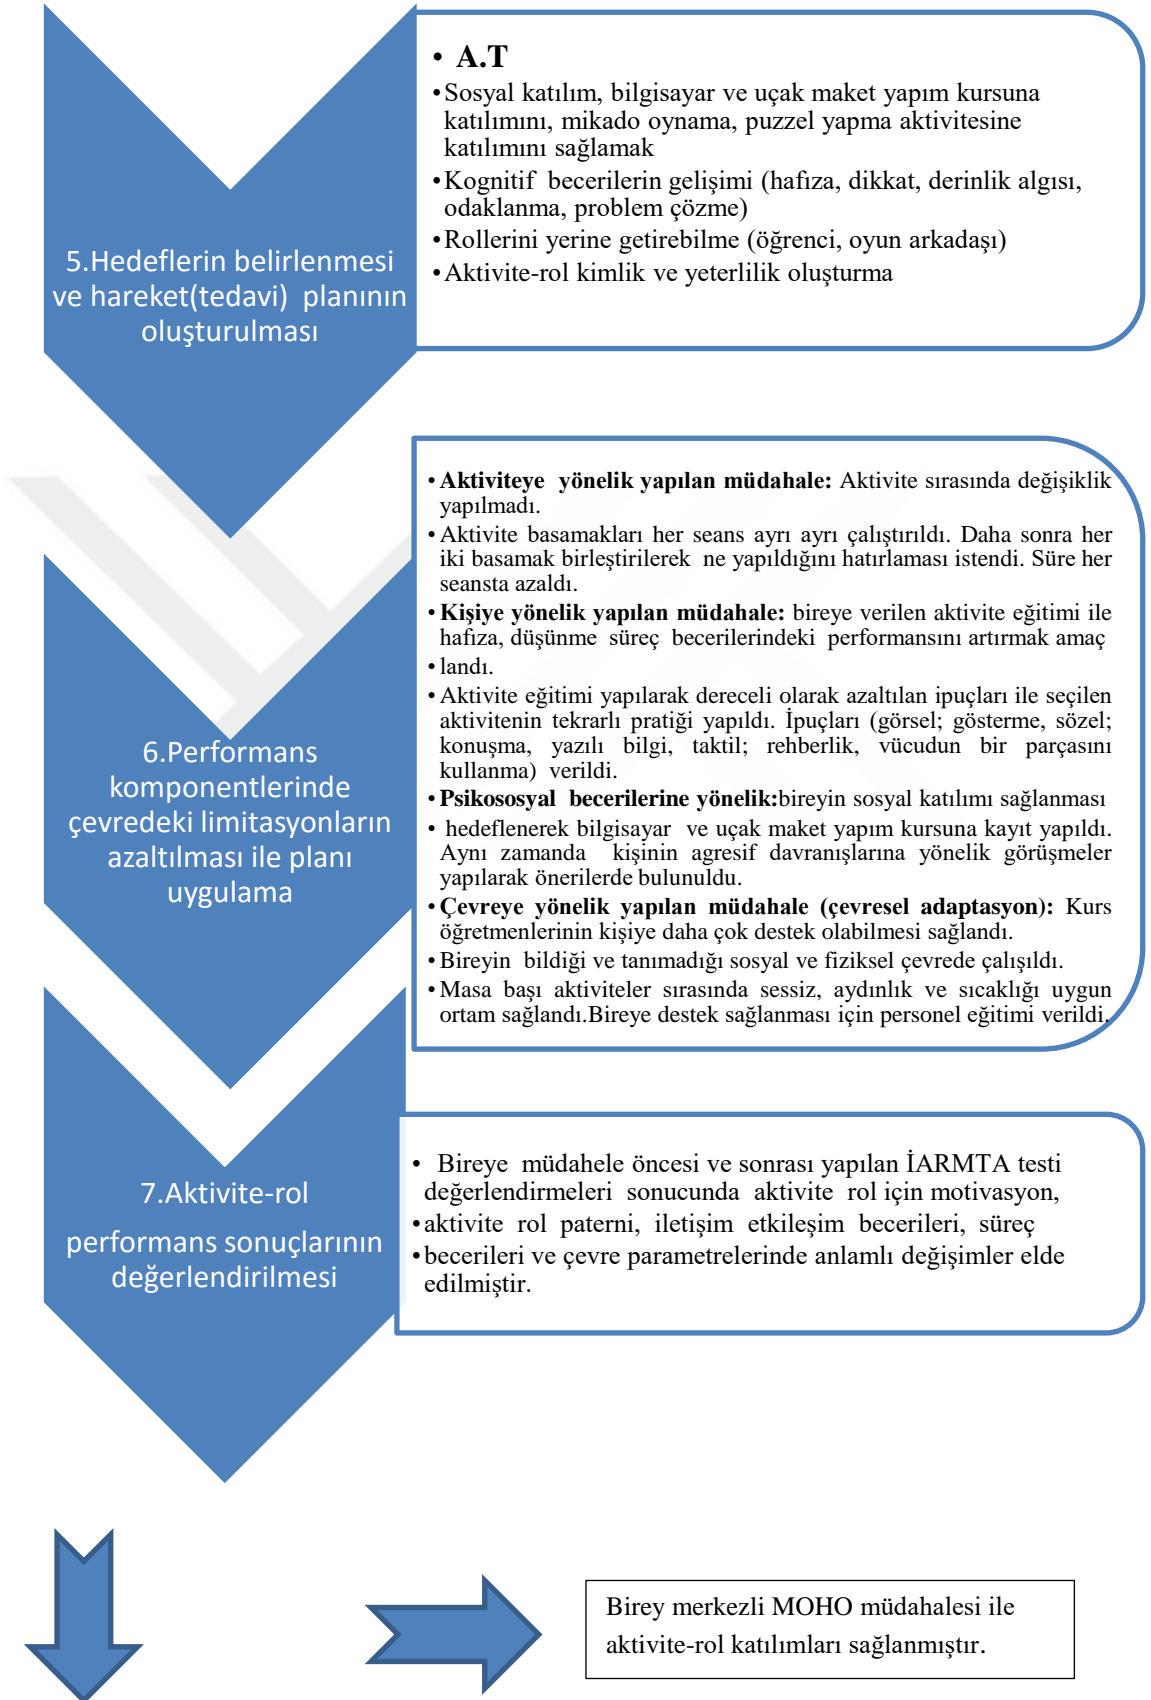 5.Hedeflerin belirlenmesi
ve hareket(tedavi) planının
oluşturulması
• A.T
•Sosyal katılım, bilgisayar ve uçak maket yapım kursuna
katılımını, mikado oynama, puzzel yapma aktivitesine
katılımını sağlamak
•Kognitif becerilerin gelişimi (hafıza, dikkat, derinlik algısı,
odaklanma, problem çözme)
•Rollerini yerine getirebilme (öğrenci, oyun arkadaşı)
•Aktivite-rol kimlik ve yeterlilik oluşturma
6.Performans
komponentlerinde
çevredeki limitasyonların
azaltılması ile planı
uygulama
•Aktiviteye yönelik yapılan müdahale: Aktivite sırasında değişiklik
yapılmadı.
•Aktivite basamakları her seans ayrı ayrı çalıştırıldı. Daha sonra her
iki basamak birleştirilerek ne yapıldığını hatırlaması istendi. Süre her
seansta azaldı.
•Kişiye yönelik yapılan müdahale: bireye verilen aktivite eğitimi ile
hafıza, düşünme süreç becerilerindeki performansını artırmak amaç
•landı.
•Aktivite eğitimi yapılarak dereceli olarak azaltılan ipuçları ile seçilen
aktivitenin tekrarlı pratiği yapıldı. İpuçları (görsel; gösterme, sözel;
konuşma, yazılı bilgi, taktil; rehberlik, vücudun bir parçasını
kullanma) verildi.
•Psikososyal becerilerine yönelik:bireyin sosyal katılımı sağlanması
• hedeflenerek bilgisayar ve uçak maket yapım kursuna kayıt yapıldı.
Aynı zamanda kişinin agresif davranışlarına yönelik görüşmeler
yapılarak önerilerde bulunuldu.
•Çevreye yönelik yapılan müdahale (çevresel adaptasyon): Kurs
öğretmenlerinin kişiye daha çok destek olabilmesi sağlandı.
•Bireyin bildiği ve tanımadığı sosyal ve fiziksel çevrede çalışıldı.
•Masa başı aktiviteler sırasında sessiz, aydınlık ve sıcaklığı uygun
ortam sağlandı.Bireye destek sağlanması için personel eğitimi verildi.
7.Aktivite-rol
performans sonuçlarının
değerlendirilmesi
• Bireye müdahele öncesi ve sonrası yapılan İARMTA testi
değerlendirmeleri sonucunda aktivite rol için motivasyon,
•aktivite rol paterni, iletişim etkileşim becerileri, süreç
•becerileri ve çevre parametrelerinde anlamlı değişimler elde
edilmiştir.
Birey merkezli MOHO müdahalesi ile
aktivite-rol katılımları sağlanmıştır.